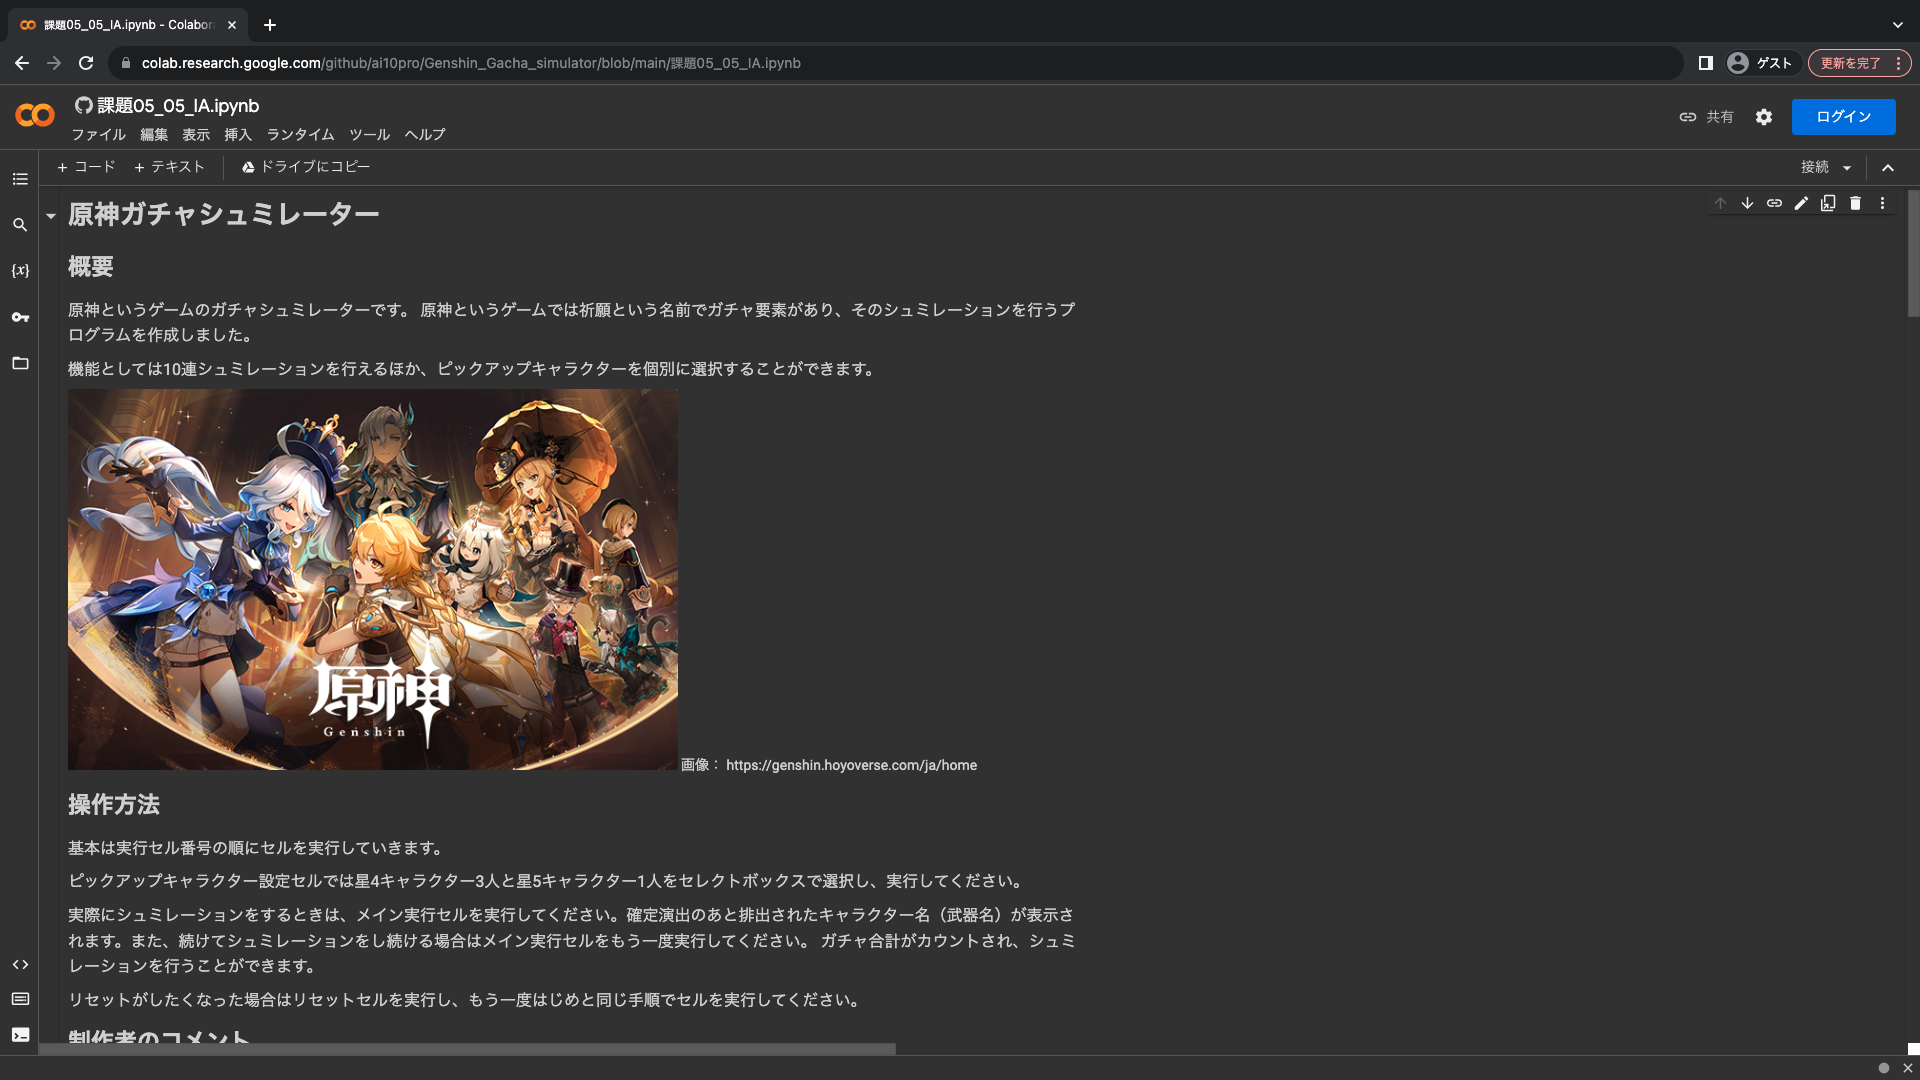 課題05_05_IA.ipynb - Colabor
colab.research.google.com/github/ai10pro/Genshin_Gacha_simulator/blob/main/課題05_05_IA.ipynb
ゲスト
更新を完了
課題05_05_IA.ipynb
ファイル 編集 表示 挿入 ランタイム ツール ヘルプ
共有
ログイン
+ コード + テキスト ドライブにコピー
接続
{x}
原神ガチャシュミレーター
概要
原神というゲームのガチャシュミレーターです。 原神というゲームでは祈願という名前でガチャ要素があり、そのシュミレーションを行うプ
ログラムを作成しました。
機能としては10連シュミレーションを行えるほか、ピックアップキャラクターを個別に選択することができます。
原神
Genshin
画像： https://genshin.hoyoverse.com/ja/home
操作方法
基本は実行セル番号の順にセルを実行していきます。
ピックアップキャラクター設定セルでは星4キャラクター3人と星5キャラクター1人をセレクトボックスで選択し、実行してください。
実際にシュミレーションをするときは、メイン実行セルを実行してください。確定演出のあと排出されたキャラクター名（武器名）が表示さ
れます。また、続けてシュミレーションをし続ける場合はメイン実行セルをもう一度実行してください。 ガチャ合計がカウントされ、シュミ
レーションを行うことができます。
リセットがしたくなった場合はリセットセルを実行し、もう一度はじめと同じ手順でセルを実行してください。
制作者のコメント